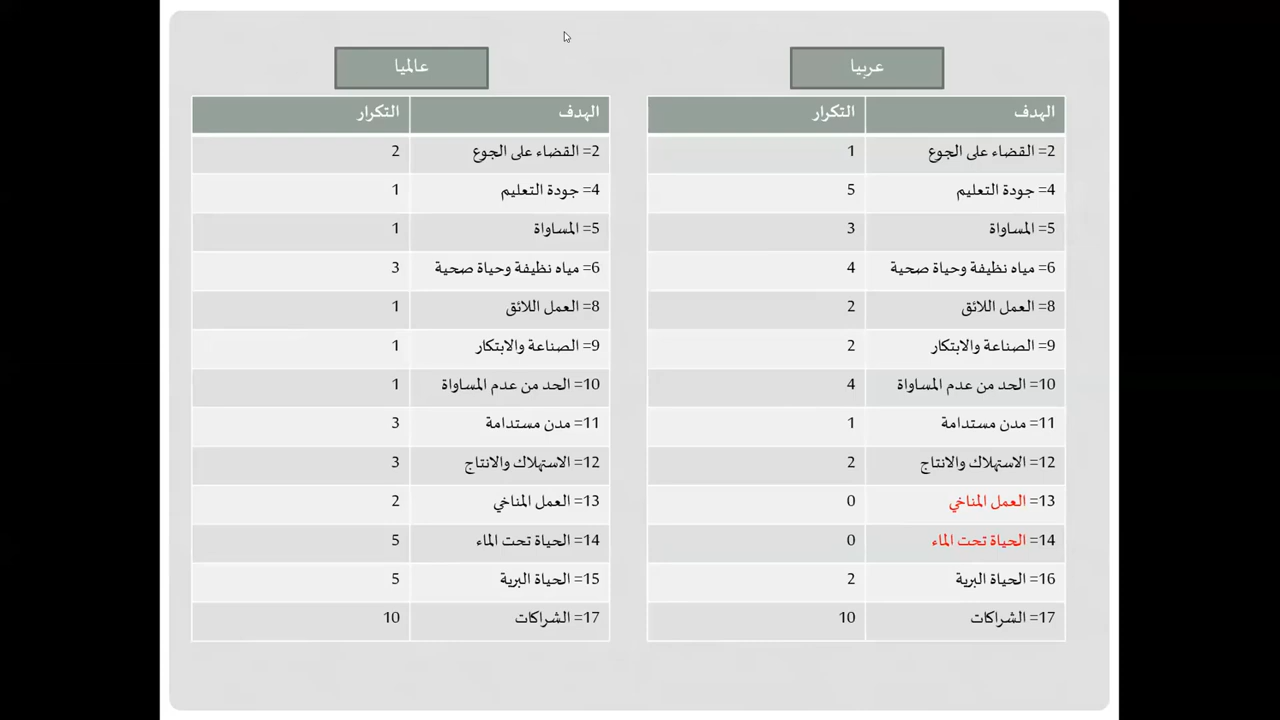 عربيا
الهدف التكرار
2= القضاء على الجوع 1
4= جودة التعليم 5
5= المساواة 3
6= مياه نظيفة وحياة صحية 4
8= العمل اللائق 2
9= الصناعة والابتكار 2
10= الحد من عدم المساواة 4
11= مدن مستدامة 1
12= الاستهلاك والانتاج 2
13= العمل المناخي 0
14= الحياة تحت الماء 0
16= الحياة البرية 2
17= الشراكات 10
عالميا
الهدف التكرار
2= القضاء على الجوع 2
4= جودة التعليم 1
5= المساواة 1
6= مياه نظيفة وحياة صحية 3
8= العمل اللائق 1
9= الصناعة والابتكار 1
10= الحد من عدم المساواة 1
11= مدن مستدامة 3
12= الاستهلاك والانتاج 3
13= العمل المناخي 2
14= الحياة تحت الماء 5
15= الحياة البرية 5
17= الشراكات 10